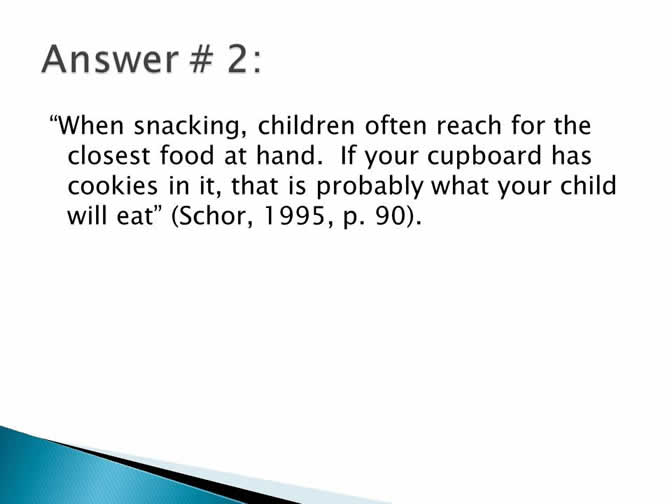 Answer # 2:
“When snacking, children often reach for the
closest food at hand.  If your cupboard has
cookies in it, that is probably what your child
will eat” (Schor, 1995, p. 90).